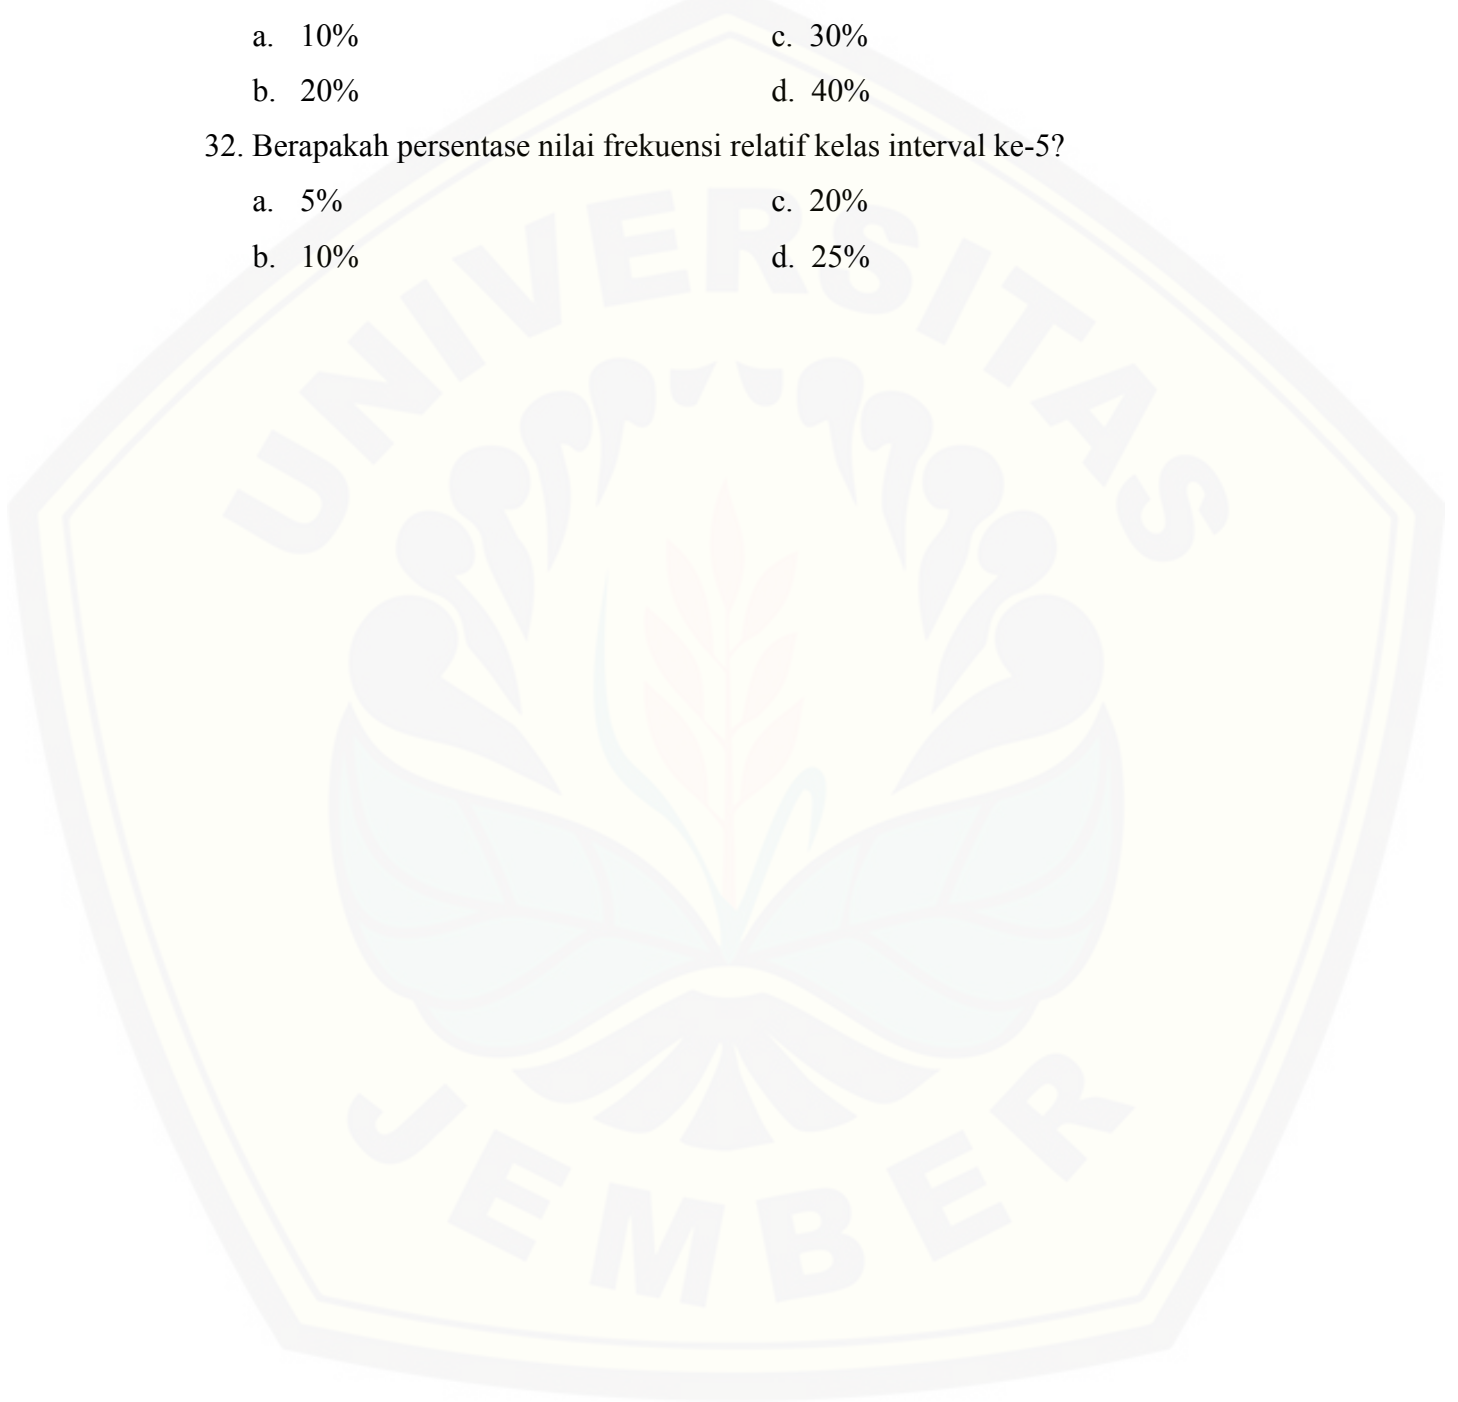 a. 10% c. 30%
b. 20% d. 40%
32. Berapakah persentase nilai frekuensi relatif kelas interval ke-5?
a. 5% c. 20%
b. 10% d. 25%
UNIVERSITAS
JEMBER